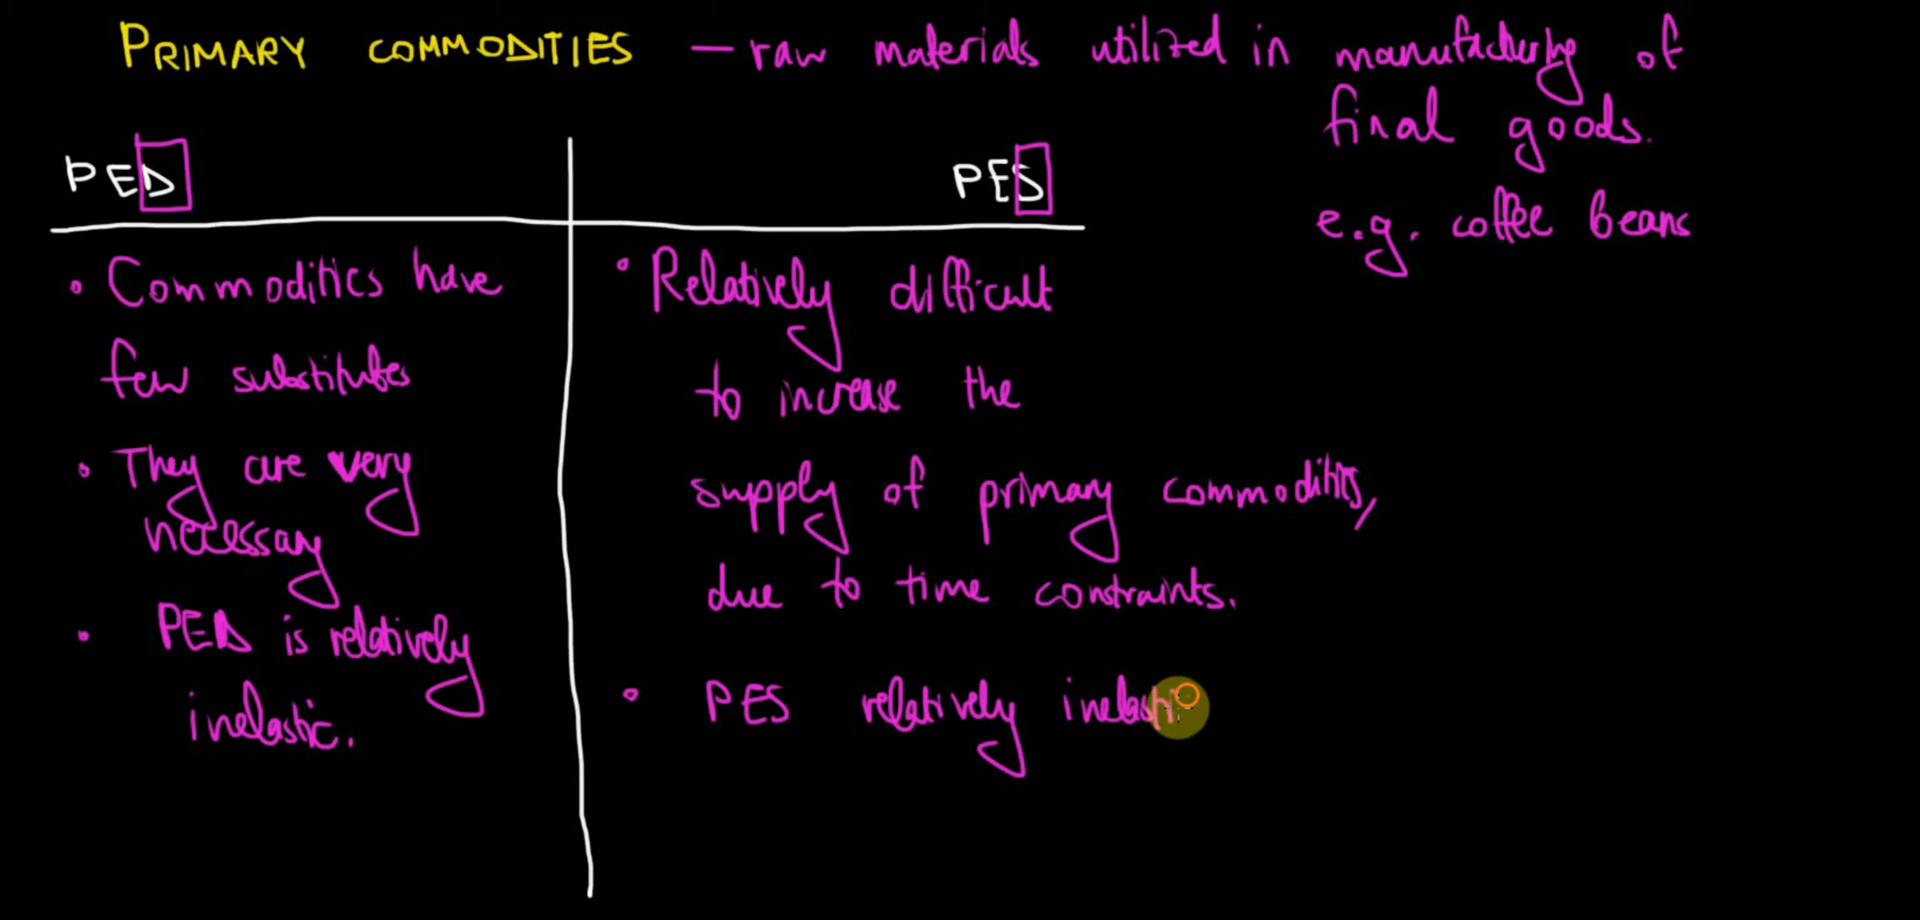 PRIMARY COMMODITIES — raw materials utilized in manufacturing of
final goods.
e.g. coffee beans
PED
• Commodities have
few substitutes
• They are very
necessary
• PED is relatively
inelastic.
PES
• Relatively difficult
to increase the
supply of primary commodities,
due to time constraints.
• PES relatively inelasti